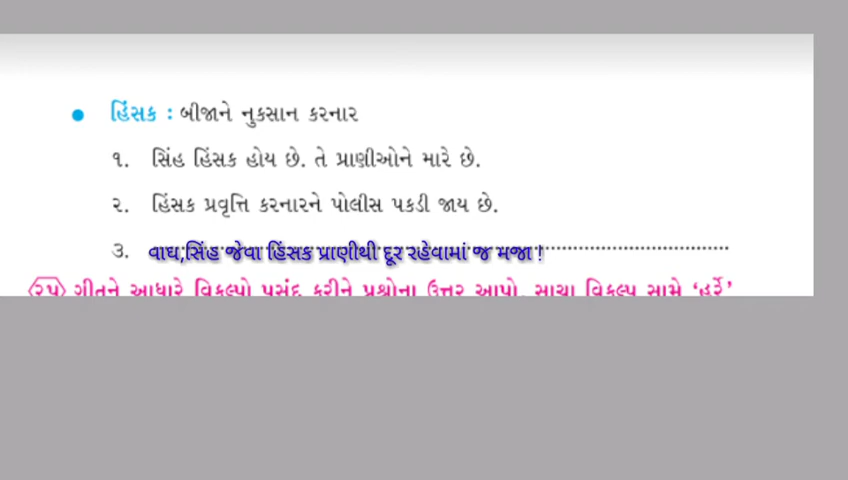 • હિંસક : બીજાને નુકસાન કરનાર
૧. સિંહ હિંસક હોય છે. તે પ્રાણીઓને મારે છે.
૨. હિંસક પ્રવૃત્તિ કરનારને પોલીસ પકડી જાય છે.
૩. વાઘ,સિંહ જેવા હિંસક પ્રાણીથી દૂર રહેવામાં જ મજા !
૨૫ ગીતને આધારે વિકલ્પો પસંદ કરીને પ્રશ્નોના ઉત્તર આપો. સાચા વિકલ્પ સામે ‘હુર્રે’